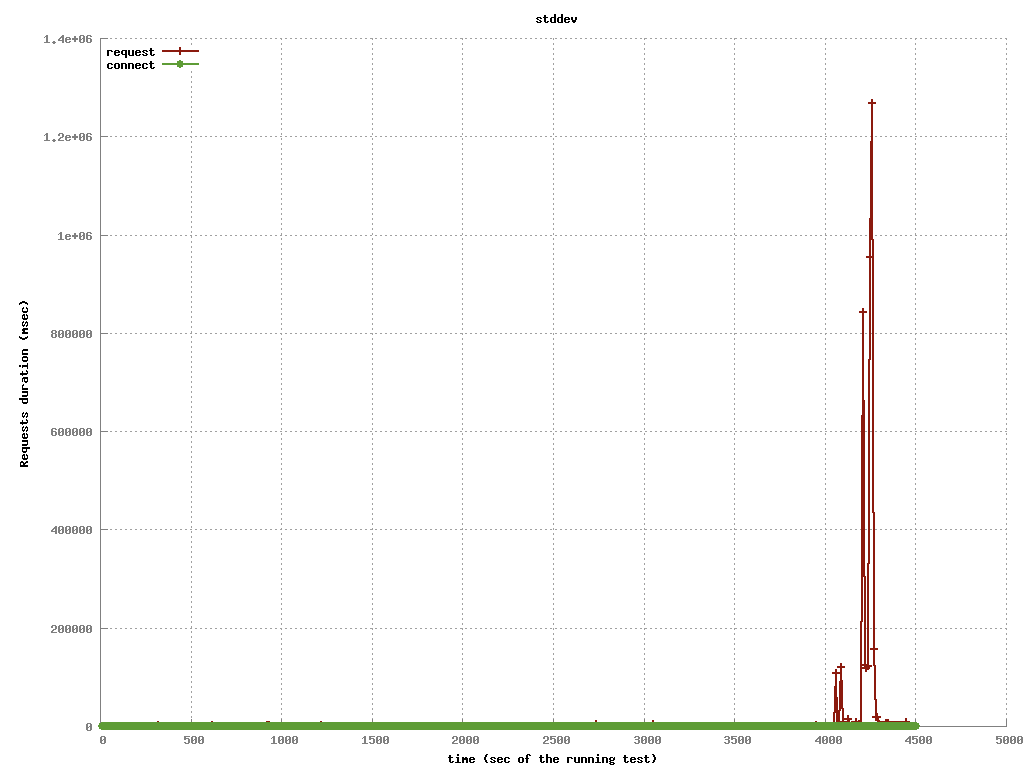 stddev
1.4e+06
1.2e+06
1e+06
800000
600000
400000
200000
0
request
connect
Requests duration (msec)
0 500 1000 1500 2000 2500 3000 3500 4000 4500 5000
time (sec of the running test)